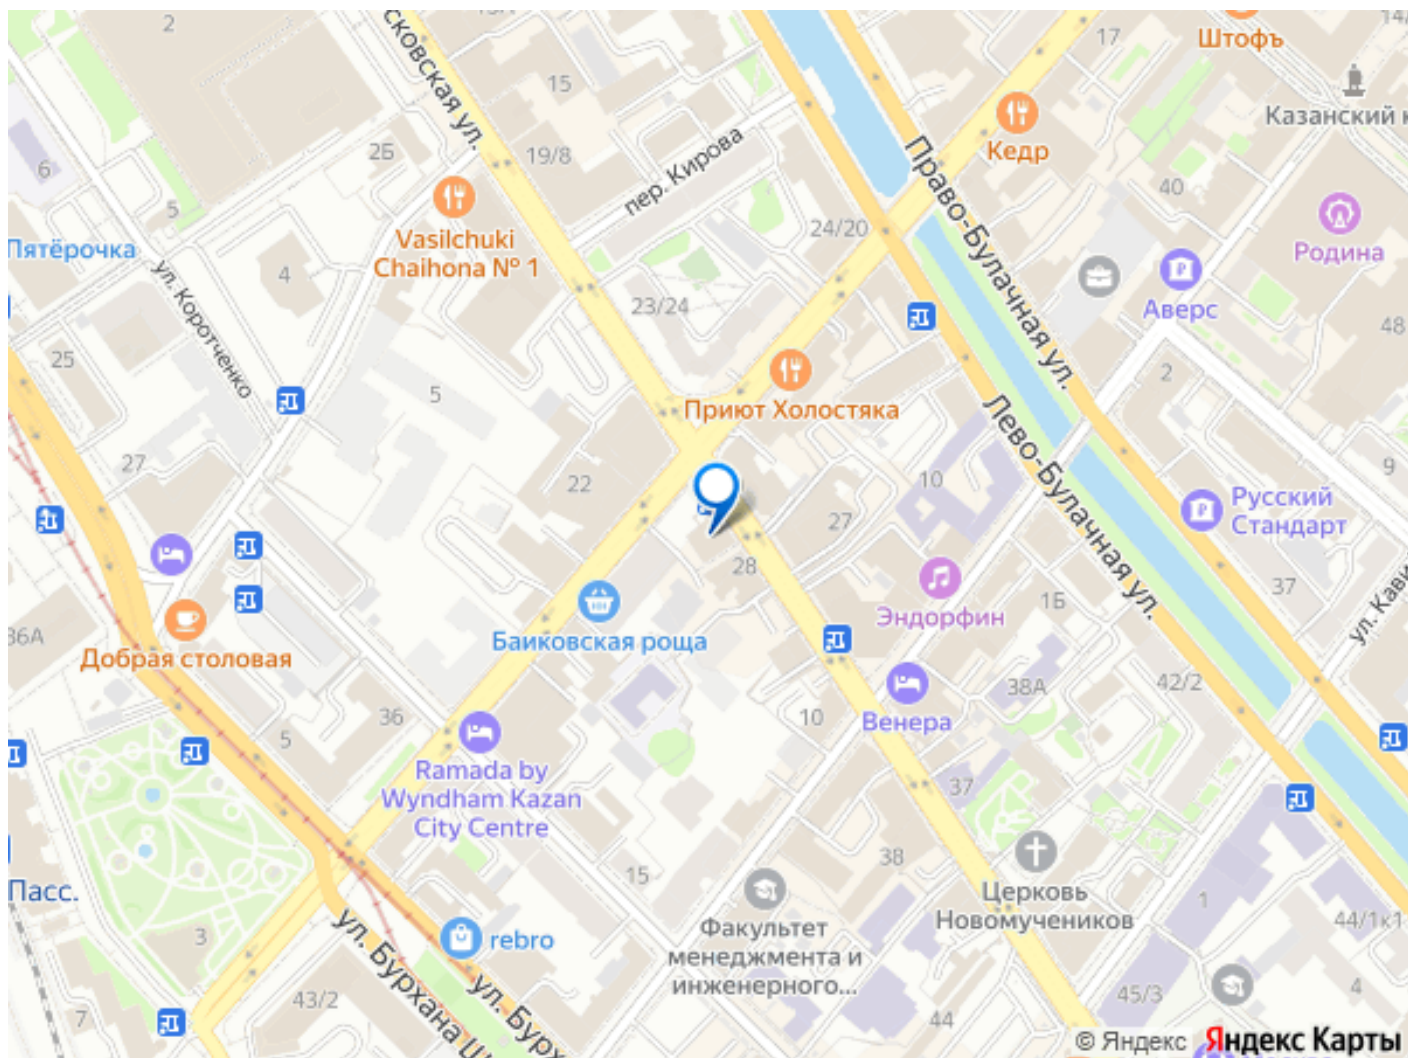 2
15
17
14/
Штофъ
Казанский к
сковская ул.
2Б
19/8
пер. Кирова
Право-Булачная ул.
Кедр
40
6
5
Vasilchuki
Chaihona № 1
24/20
Родина
Пятёрочка
ул. Коротченко
4
23/24
Аверс
48
25
5
Приют Холостяка
2
Лево-Булачная ул.
27
22
10
9
27
Русский
Стандарт
28
37
Эндорфин
1Б
ул. Кави
36А
Баиковская роща
Добрая столовая
38А
42/2
36
10
Венера
5
Ramada by
Wyndham Kazan
City Centre
37
15
38
Церковь
Новомучеников
1
Пасс.
44/1к1
3
ул. Бурхана Ш
rebro
Факультет
менеджмента и
инженерного...
ул. Бурх
43/2
7
45/3
4
44
© Яндекс Яндекс Карты